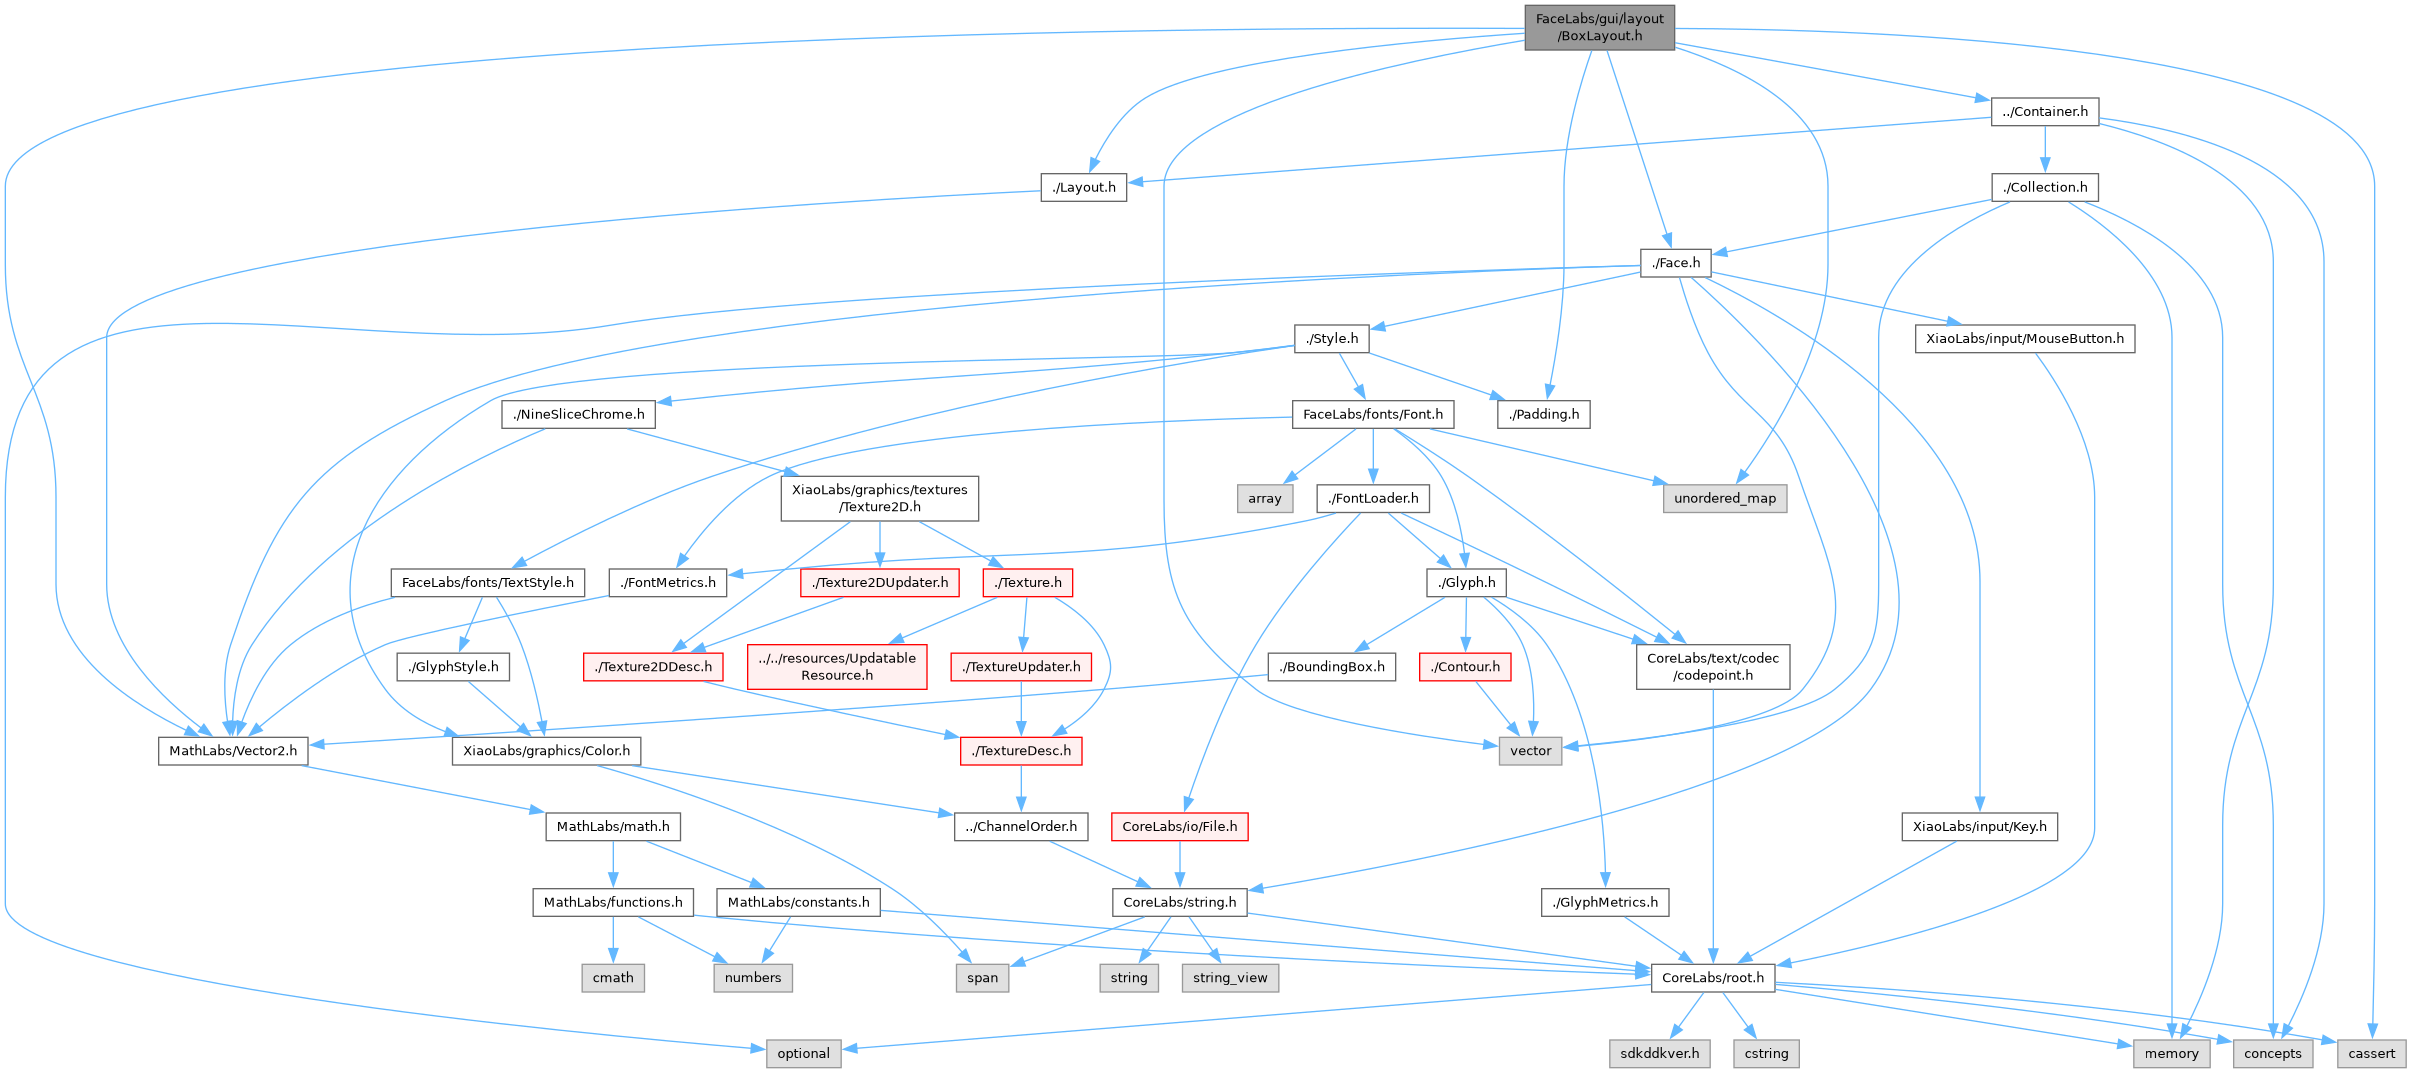 FaceLabs/gui/layout
/BoxLayout.h
../Container.h
./Layout.h
./Collection.h
./Face.h
./Style.h
XiaoLabs/input/MouseButton.h
./NineSliceChrome.h
FaceLabs/fonts/Font.h
./Padding.h
XiaoLabs/graphics/textures
/Texture2D.h
array
./FontLoader.h
unordered_map
FaceLabs/fonts/TextStyle.h
./FontMetrics.h
./Texture2DUpdater.h
./Texture.h
./Glyph.h
./GlyphStyle.h
./Texture2DDesc.h
../../resources/Updatable
Resource.h
./TextureUpdater.h
./BoundingBox.h
./Contour.h
CoreLabs/text/codec
/codepoint.h
MathLabs/Vector2.h
XiaoLabs/graphics/Color.h
./TextureDesc.h
vector
MathLabs/math.h
../ChannelOrder.h
CoreLabs/io/File.h
XiaoLabs/input/Key.h
MathLabs/functions.h
MathLabs/constants.h
CoreLabs/string.h
./GlyphMetrics.h
cmath
numbers
span
string
string_view
CoreLabs/root.h
optional
sdkddkver.h
cstring
memory
concepts
cassert